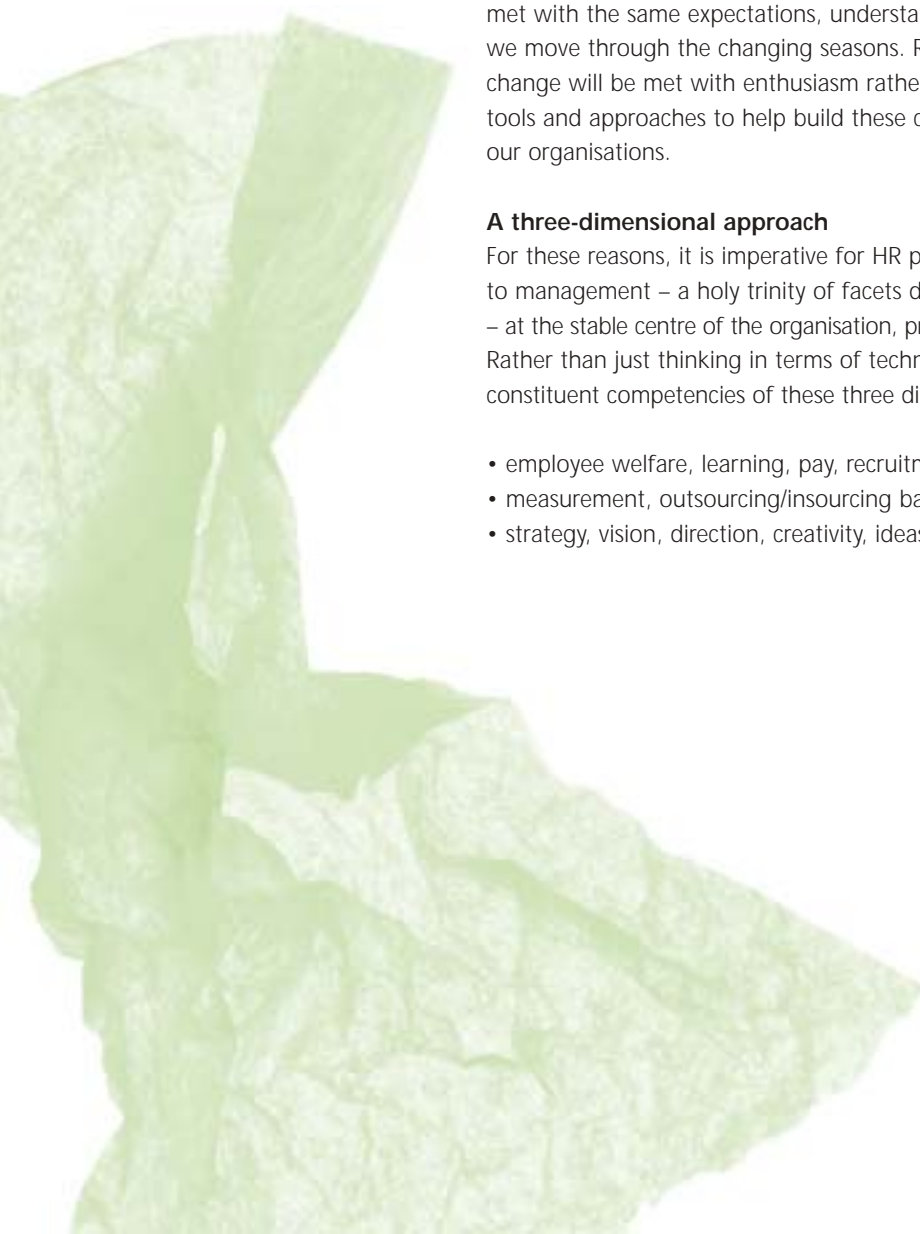 met with the same expectations, understa
we move through the changing seasons. R
change will be met with enthusiasm rathe
tools and approaches to help build these c
our organisations.
A three-dimensional approach
For these reasons, it is imperative for HR p
to management – a holy trinity of facets d
– at the stable centre of the organisation, pr
Rather than just thinking in terms of techn
constituent competencies of these three di
• employee welfare, learning, pay, recruitn
• measurement, outsourcing/insourcing ba
• strategy, vision, direction, creativity, ideas